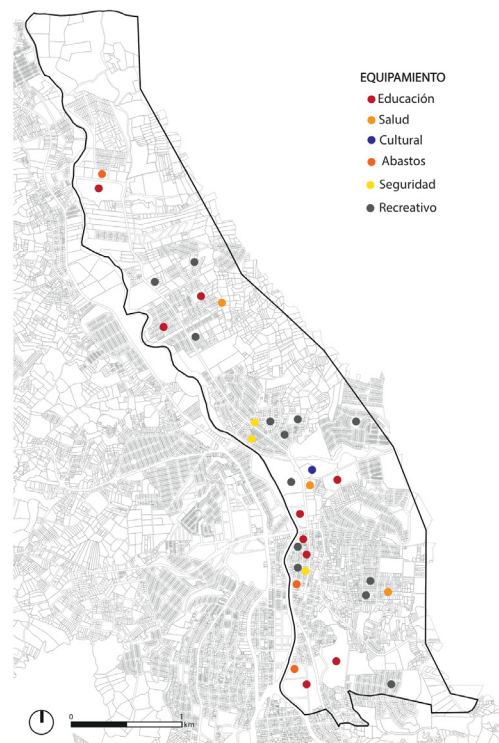 EQUIPAMIENTO
Educación
Salud
Cultural
Abastos
Seguridad
Recreativo
0 1
km